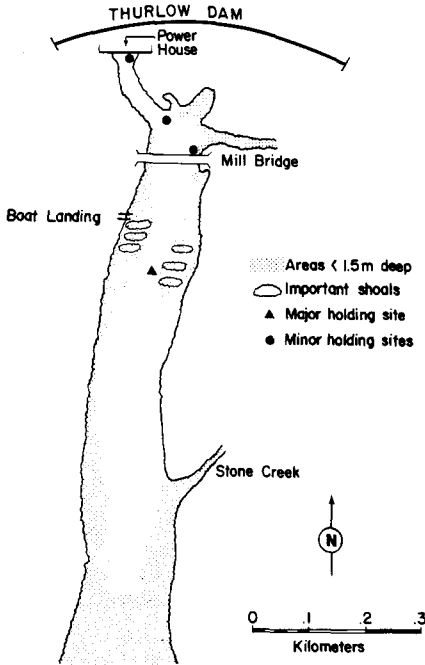 THURLOW DAM
Power
House
Mill Bridge
Boat Landing
Areas < 1.5m deep
Important shoals
Major holding site
Minor holding sites
Stone Creek
N
0 .1 .2 .3
Kilometers